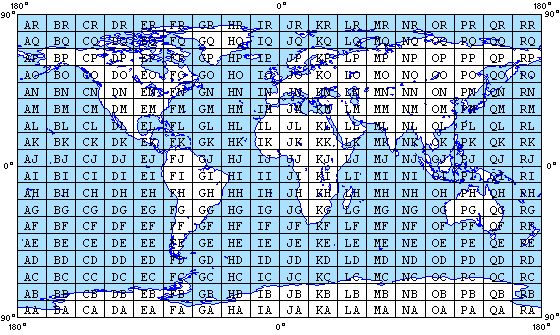 180° 0° 180°
90° 90°
AR BR CR DR ER FR GR HR IR JR KR LR MR NR OR PR QR RR
AQ BQ CQ DQ EQ FQ GQ HQ IQ JQ KQ LQ MQ NQ OQ PQ QQ RQ
AP BP CP DP EP FP GP HP IP JP KP LP MP NP OP PP QP RP
AO BO CO DO EO FO GO HO IO JO KO LO MO NO OO PO QO RO
AN BN CN DN EN FN GN HN IN JN KN LN MN NN ON PN QN RN
AM BM CM DM EM FM GM HM IM JM KM LM MM NM OM PM QM RM
AL BL CL DL EL FL GL HL IL JL KL LL ML NL OL PL QL RL
AK BK CK DK EK FK GK HK IK JK KK LK MK NK OK PK QK RK
AJ BJ CJ DJ EJ FJ GJ HJ IJ JJ KJ LJ MJ NJ OJ PJ QJ RJ
0° 0°
AI BI CI DI EI FI GI HI II JI KI LI MI NI OI PI QI RI
AH BH CH DH EH FH GH HH IH JH KH LH MH NH OH PH QH RH
AG BG CG DG EG FG GG HG IG JG KG LG MG NG OG PG QG RG
AF BF CF DF EF FF GF HF IF JF KF LF MF NF OF PF QF RF
AE BE CE DE EE FE GE HE IE JE KE LE ME NE OE PE QE RE
AD BD CD DD ED FD GD HD ID JD KD LD MD ND OD PD QD RD
AC BC CC DC EC FC GC HC IC JC KC LC MC NC OC PC QC RC
AB BB CB DB EB FB GB HB IB JB KB LB MB NB OB PB QB RB
AA BA CA DA EA FA GA HA IA JA KA LA MA NA OA PA QA RA
90° 90°
180° 0° 180°